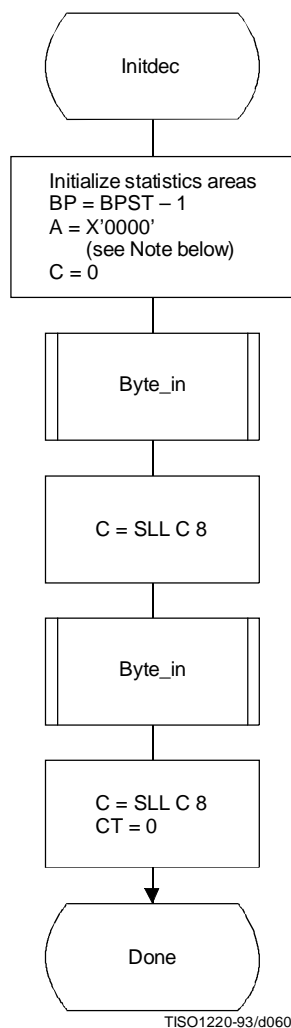 Initdec
Initialize statistics areas
BP = BPST – 1
A = X’0000’
(see Note below)
C = 0
Byte_in
C = SLL C 8
Byte_in
C = SLL C 8
CT = 0
Done
TISO1220-93/d060